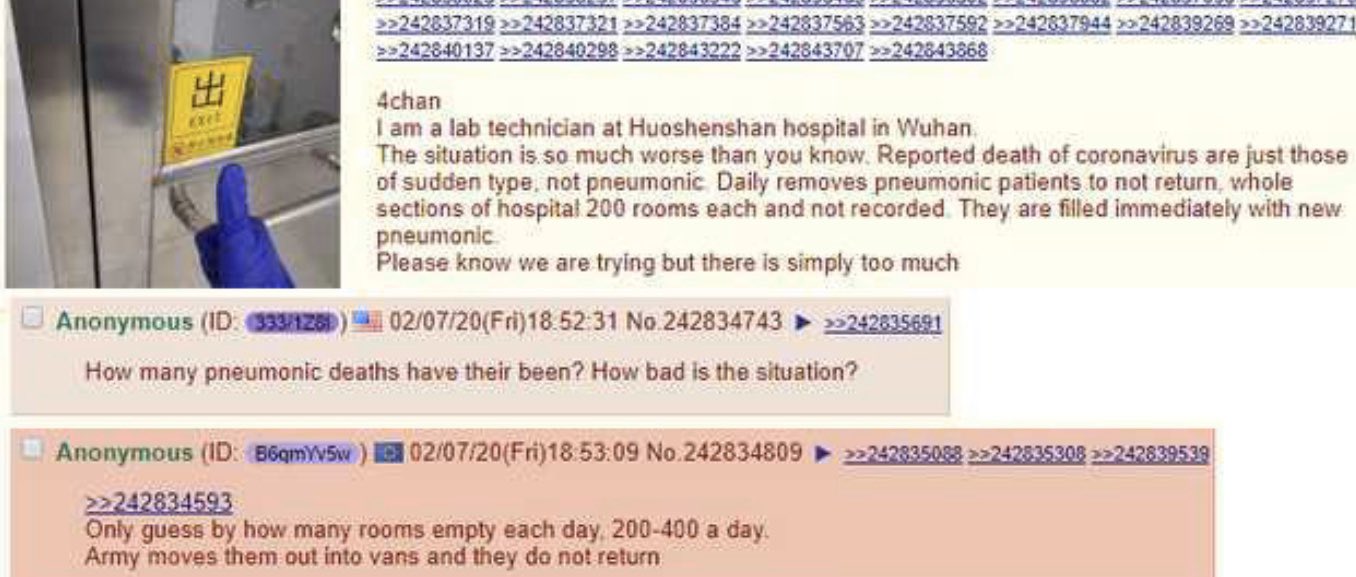 >>242837319 >>242837321 >>242837384 >>242837563 >>242837592 >>242837944 >>242839269 >>242839271
>>242840137 >>242840298 >>242843222 >>242843707 >>242843868
出
EXIT
4chan
I am a lab technician at Huoshenshan hospital in Wuhan.
The situation is so much worse than you know. Reported death of coronavirus are just those
of sudden type, not pneumonic. Daily removes pneumonic patients to not return, whole
sections of hospital 200 rooms each and not recorded. They are filled immediately with new
pneumonic.
Please know we are trying but there is simply too much
Anonymous (ID: 333/1Z8I) 02/07/20(Fri)18:52:31 No.242834743 ▶ >>242835691
How many pneumonic deaths have their been? How bad is the situation?
Anonymous (ID: B6qmYv5w) 02/07/20(Fri)18:53:09 No.242834809 ▶ >>242835088 >>242835308 >>242839539
>>242834593
Only guess by how many rooms empty each day, 200-400 a day.
Army moves them out into vans and they do not return